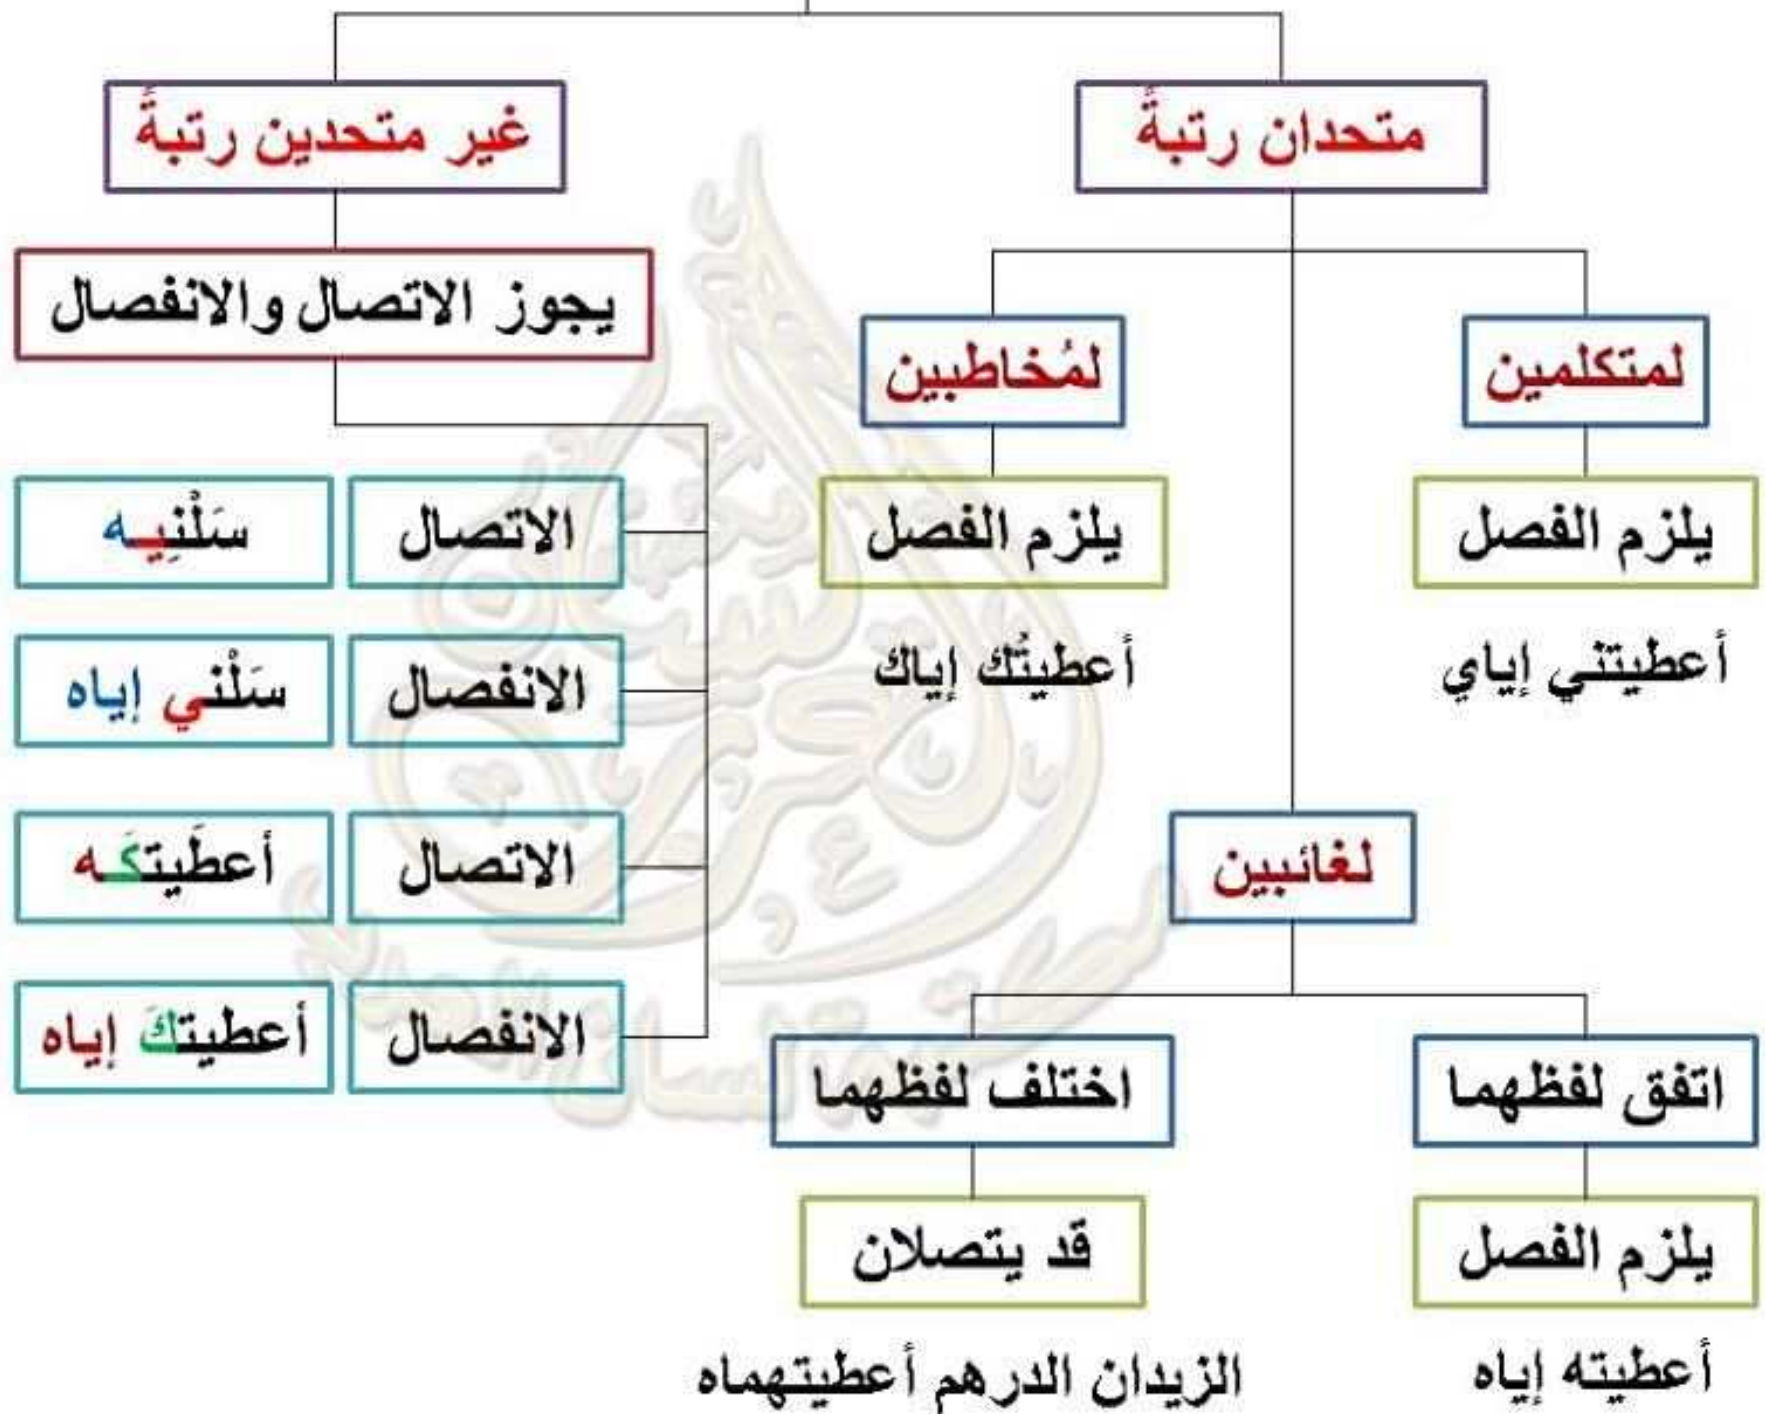 متحدان رتبةً
غير متحدين رتبةً
يجوز الاتصال والانفصال
لمتكلمين
لمُخاطبين
يلزم الفصل
يلزم الفصل
أعطيتني إياي
أعطيتُك إياك
الاتصال
سَلْنِيـه
الانفصال
سَلْني إياه
لغائبين
الاتصال
أعطَيتكَـه
الانفصال
أعطيتكَ إياه
اتفق لفظهما
اختلف لفظهما
يلزم الفصل
قد يتصلان
أعطيته إياه
الزيدان الدرهم أعطيتهماه